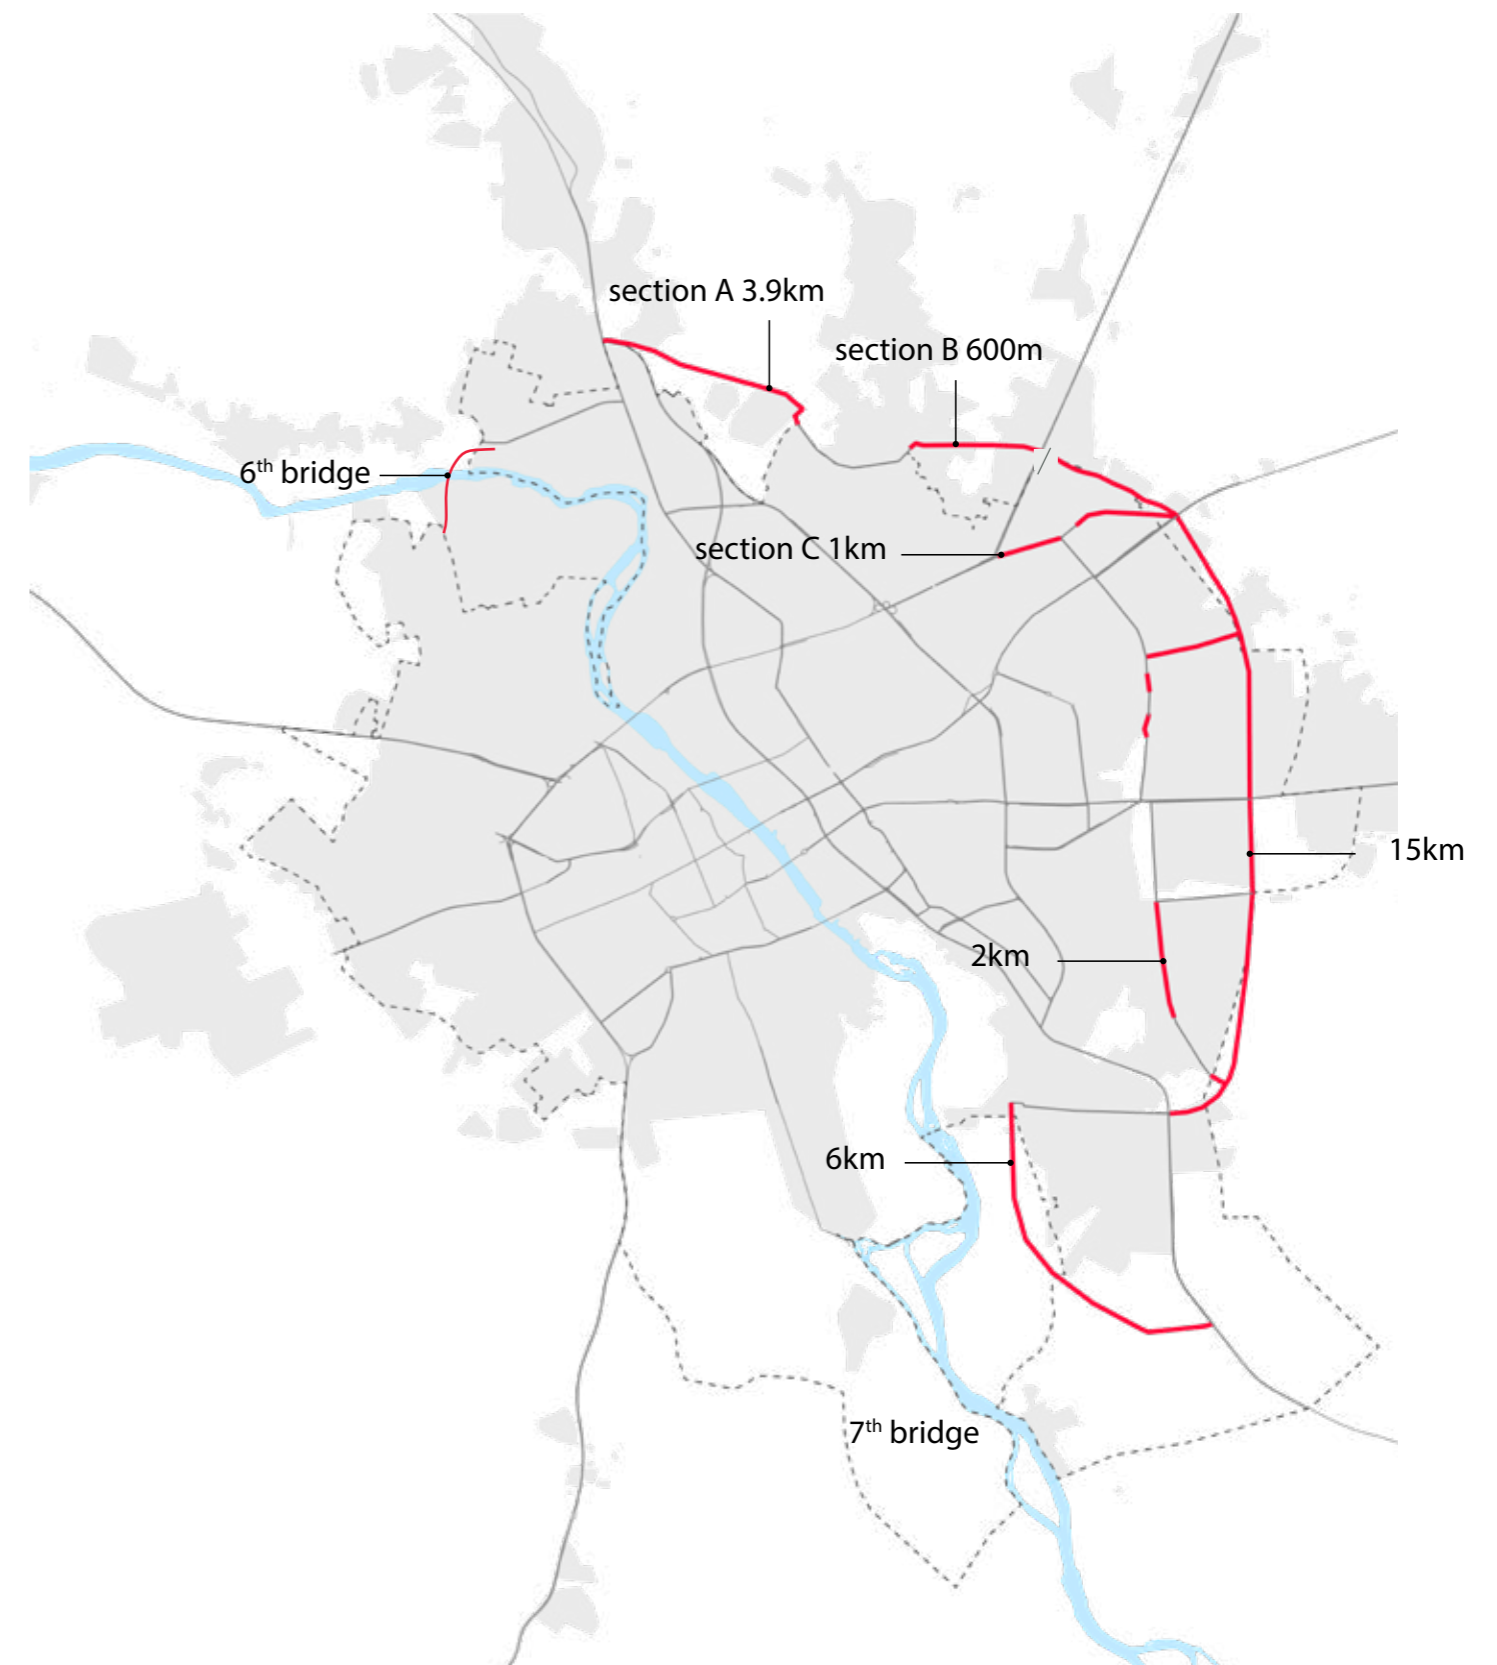 section A 3.9km
section B 600m
6th bridge
section C 1km
15km
2km
6km
7th bridge